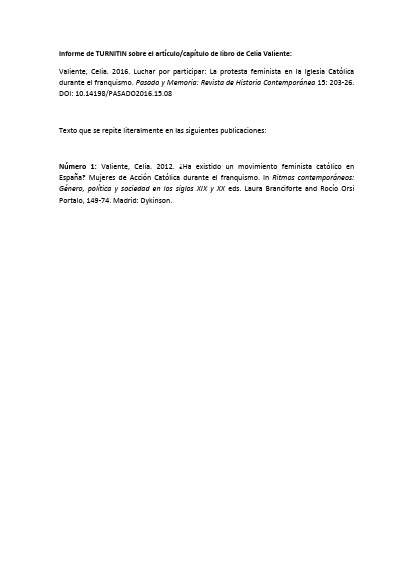 Informe de TURNITIN sobre el artículo/capítulo de libro de Celia Valiente:
Valiente, Celia. 2016. Luchar por participar: La protesta feminista en la Iglesia Católica
durante el franquismo. Pasado y Memoria: Revista de Historia Contemporánea 15: 203-26.
DOI: 10.14198/PASADO2016.15.08
Texto que se repite literalmente en las siguientes publicaciones:
Número 1: Valiente, Celia. 2012. ¿Ha existido un movimiento feminista católico en
España? Mujeres de Acción Católica durante el franquismo. In Ritmos contemporáneos:
Género, política y sociedad en los siglos XIX y XX eds. Laura Branciforte and Rocío Orsi
Portalo, 149-74. Madrid: Dykinson.